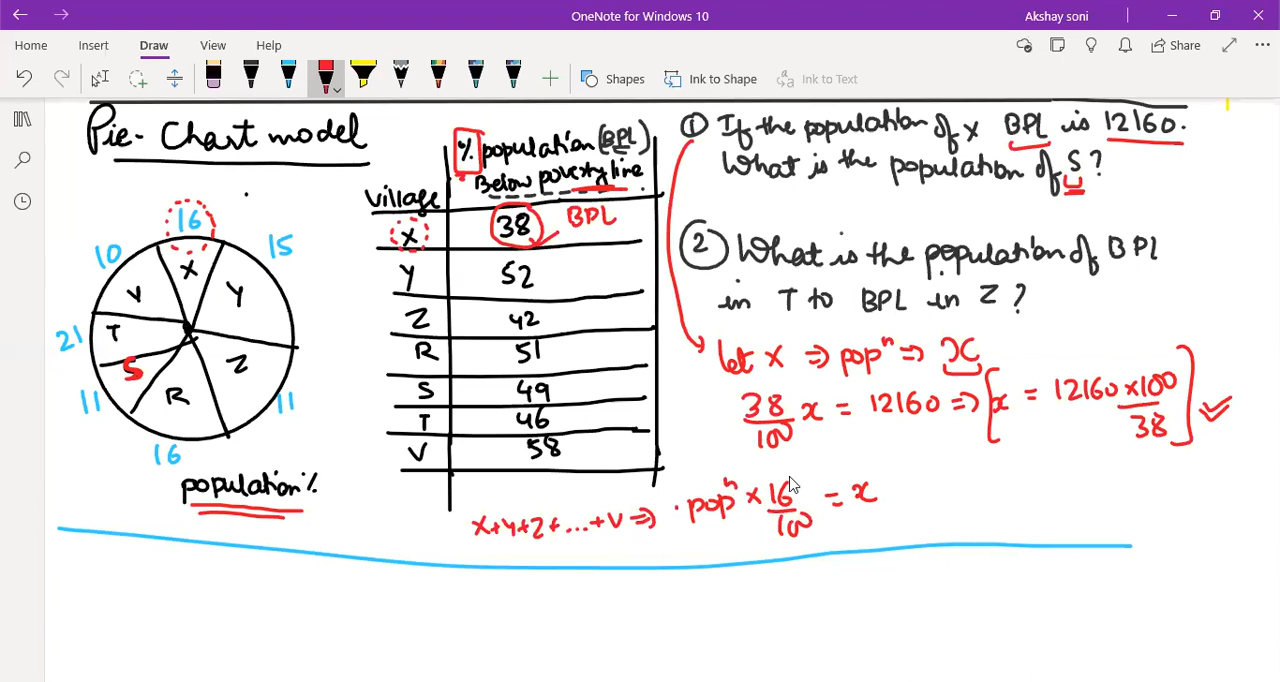 OneNote for Windows 10
Akshay soni
Home Insert Draw View Help
Share
Shapes
Ink to Shape
Ink to Text
Pie-Chart model
16
10
15
X
V
Y
21
T
S
Z
11
R
11
16
population %
Village
% population (BPL)
Below poverty line
X 38 BPL
Y 52
Z 42
R 51
S 49
T 46
V 58
① If the population of x BPL is 12160.
What is the population of S?
② What is the population of BPL
in T to BPL in Z?
let X ⇒ popⁿ ⇒ x
38/100 x = 12160 ⇒ [x = 12160 × 100/38]
X+Y+Z+...+V ⇒ popⁿ × 16/100 = x